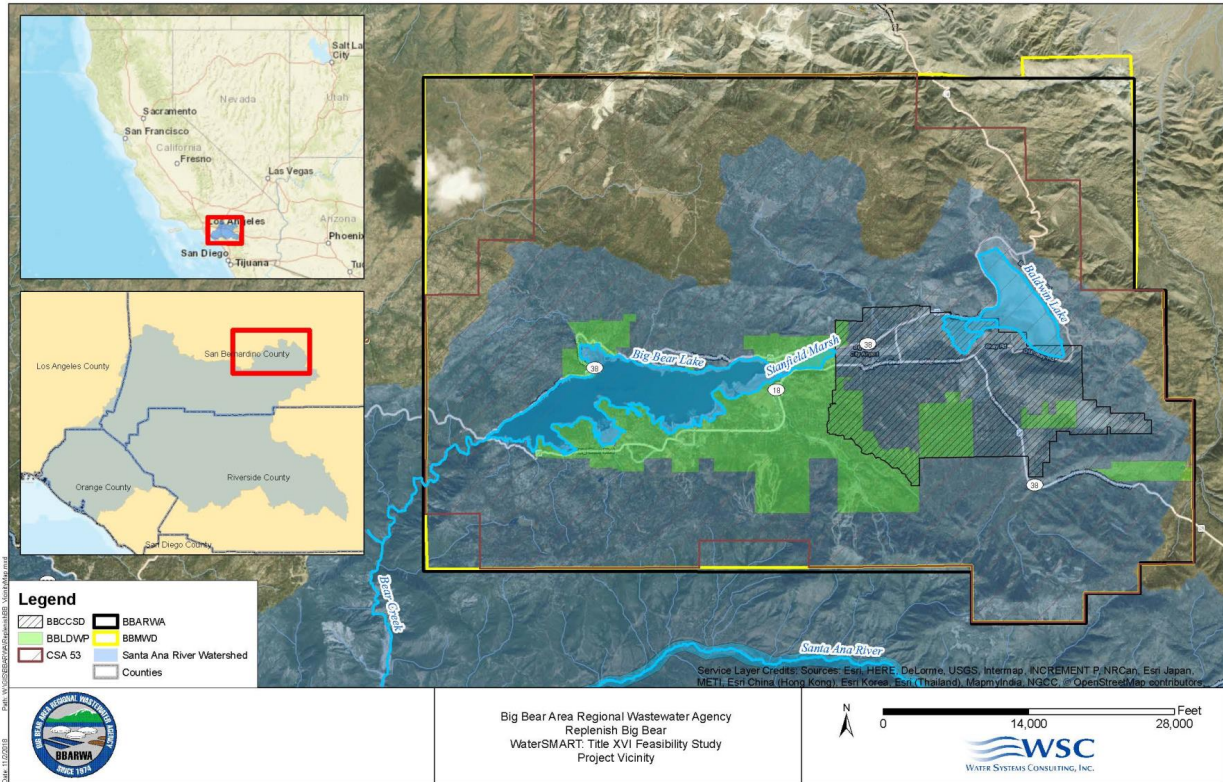 Salt La
City
Nevada
Utah
Sacramento
San Francisco
California
Fresno
Las Vegas
Los Angeles
Arizona
Phoenix
San Diego
Tijuana
Tu
San Bernardino County
Los Angeles County
Riverside County
Orange County
San Diego County
Big Bear Lake
Stanfield Marsh
Baldwin Lake
38
38
18
38
Bear Creek
Santa Ana River
Service Layer Credits: Sources: Esri, HERE, DeLorme, USGS, Intermap, INCREMENT P, NRCan, Esri Japan,
METI, Esri China (Hong Kong), Esri Korea, Esri (Thailand), MapmyIndia, NGCC, © OpenStreetMap contributors,
Legend
BBCCSD
BBARWA
BBLDWP
BBMWD
CSA 53
Santa Ana River Watershed
Counties
BIG BEAR AREA REGIONAL WASTEWATER AGENCY
BBARWA
SINCE 1974
Big Bear Area Regional Wastewater Agency
Replenish Big Bear
WaterSMART: Title XVI Feasibility Study
Project Vicinity
N
Feet
0 14,000 28,000
WSC
WATER SYSTEMS CONSULTING, INC.